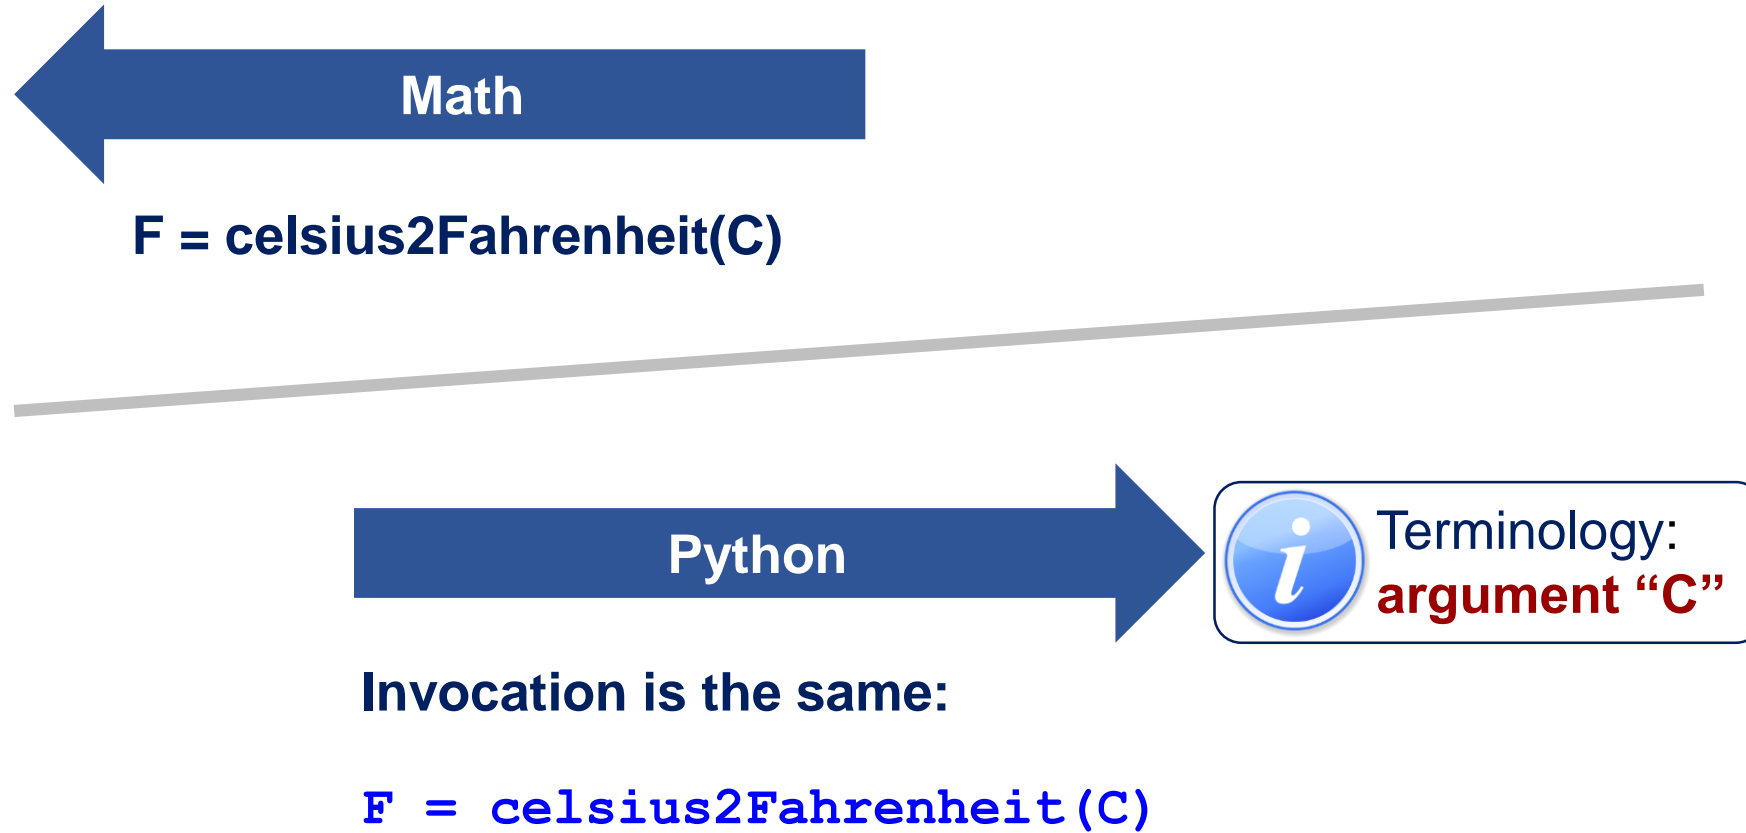 Math
F = celsius2Fahrenheit(C)
Python
Terminology:
argument “C”
Invocation is the same:
F = celsius2Fahrenheit(C)